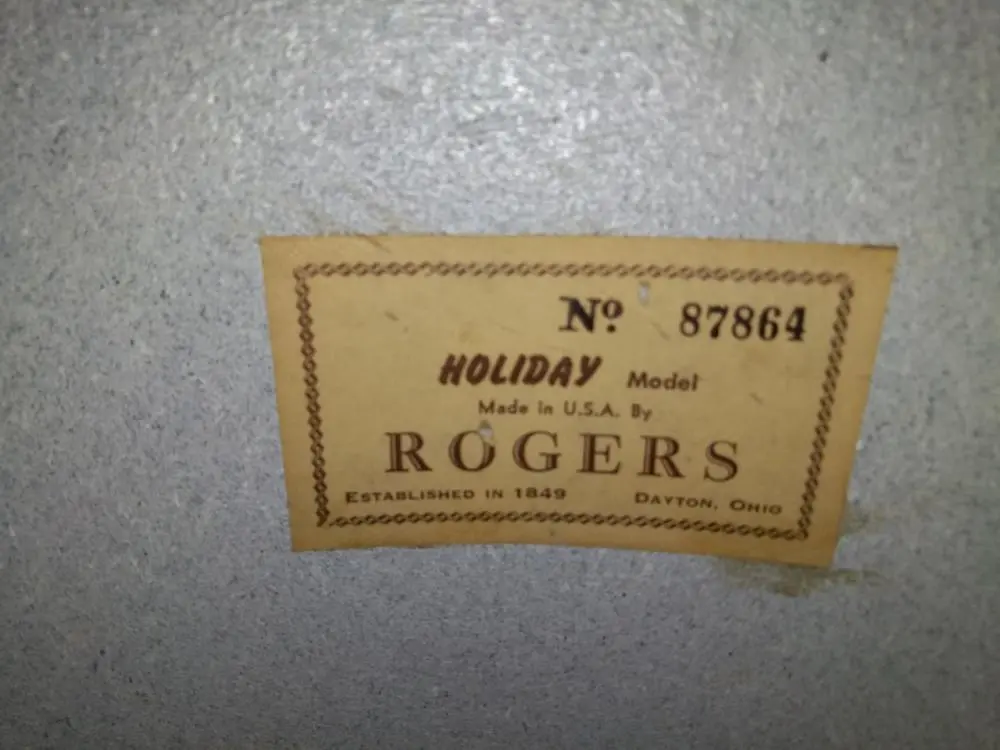 Nº 87864
HOLIDAY Model
Made in U.S.A. By
ROGERS
ESTABLISHED IN 1849 DAYTON, OHIO